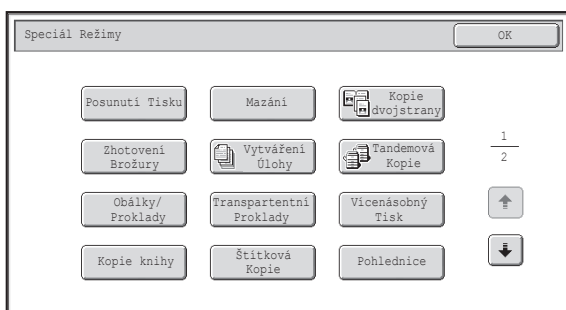 Speciál Režimy
OK
Posunutí Tisku
Mazání
Kopie
dvojstrany
Zhotovení
Brožury
Vytváření
Úlohy
Tandemová
Kopie
1
2
Obálky/
Proklady
Transpartentní
Proklady
Vícenásobný
Tisk
Kopie knihy
Štítková
Kopie
Pohlednice